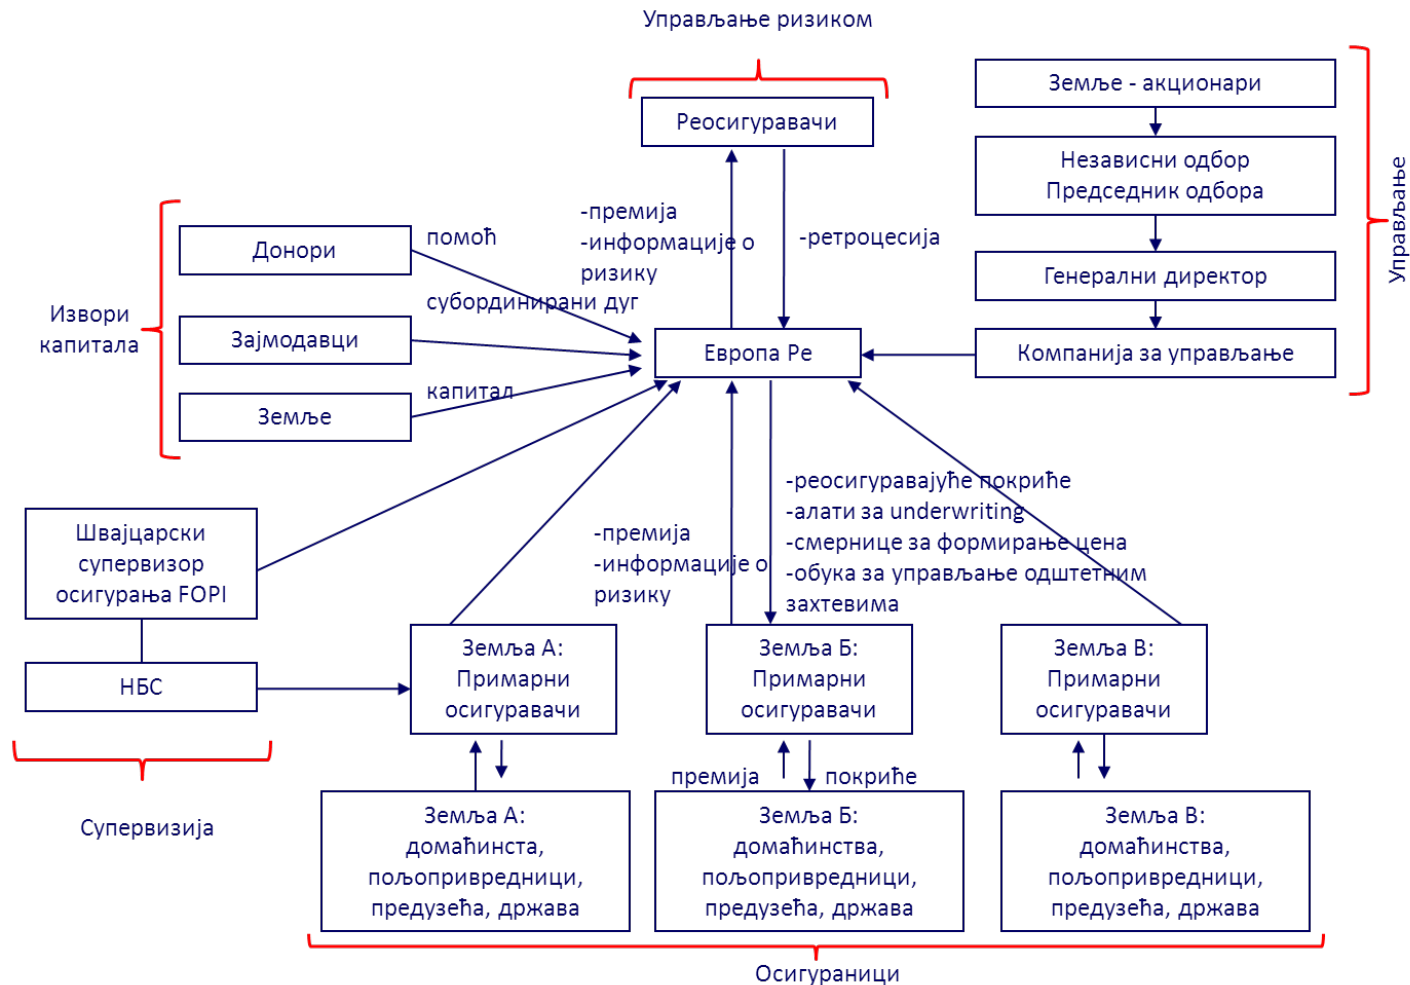 Управљање ризиком
Реосигуравачи
Земље - акционари
Независни одбор
Председник одбора
Генерални директор
Компанија за управљање
Управљање
-премија
-информације о
ризику
-ретроцесија
Извори
капитала
Донори
Зајмодавци
Земље
помоћ
субординирани дуг
капитал
Европа Ре
Швајцарски
супервизор
осигурања FOPI
НБС
Супервизија
-премија
-информације о
ризику
-реосигуравајуће покриће
-алати за underwriting
-смернице за формирање цена
-обука за управљање одштетним
захтевима
Земља А:
Примарни
осигуравачи
Земља Б:
Примарни
осигуравачи
Земља В:
Примарни
осигуравачи
премија
покриће
Земља А:
домаћинста,
пољопривредници,
предузећа, држава
Земља Б:
домаћинства,
пољопривредници,
предузећа, држава
Земља В:
домаћинства,
пољопривредници,
предузећа, држава
Осигураници